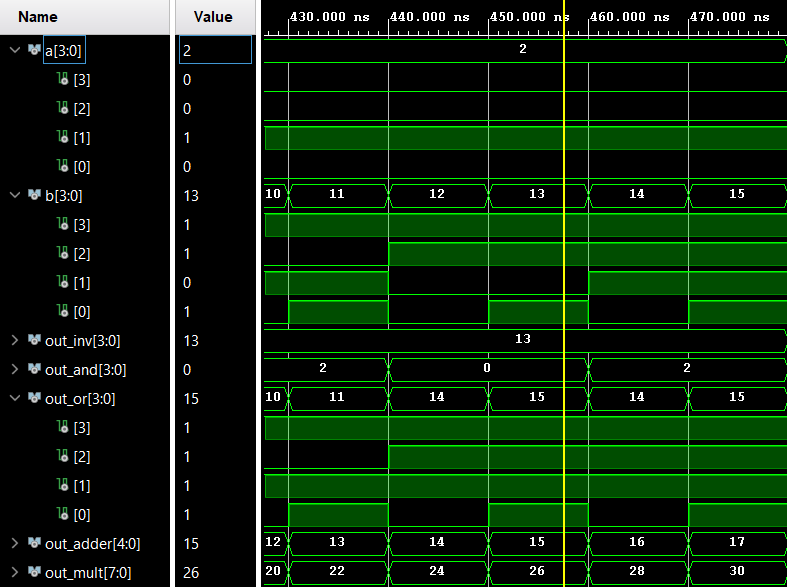 Name Value 430.000 ns 440.000 ns 450.000 ns 460.000 ns 470.000 ns
a[3:0] 2 2
[3] 0
[2] 0
[1] 1
[0] 0
b[3:0] 13 10 11 12 13 14 15
[3] 1
[2] 1
[1] 0
[0] 1
out_inv[3:0] 13 13
out_and[3:0] 0 2 0 2
out_or[3:0] 15 10 11 14 15 14 15
[3] 1
[2] 1
[1] 1
[0] 1
out_adder[4:0] 15 12 13 14 15 16 17
out_mult[7:0] 26 20 22 24 26 28 30